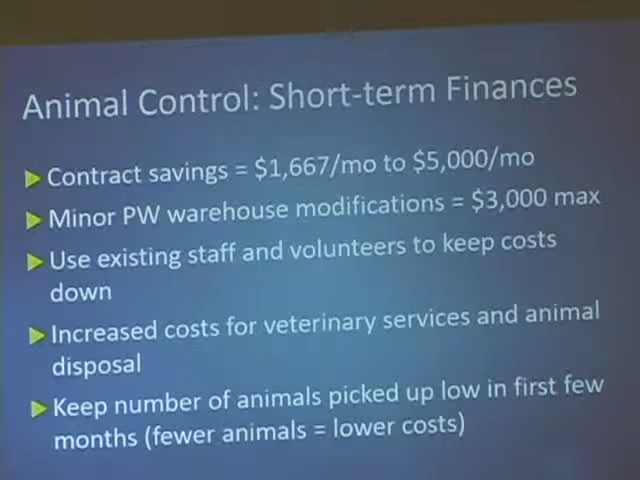 Animal Control: Short-term Finances
Contract savings = $1,667/mo to $5,000/mo
Minor PW warehouse modifications = $3,000 max
Use existing staff and volunteers to keep costs
down
Increased costs for veterinary services and animal
disposal
Keep number of animals picked up low in first few
months (fewer animals = lower costs)